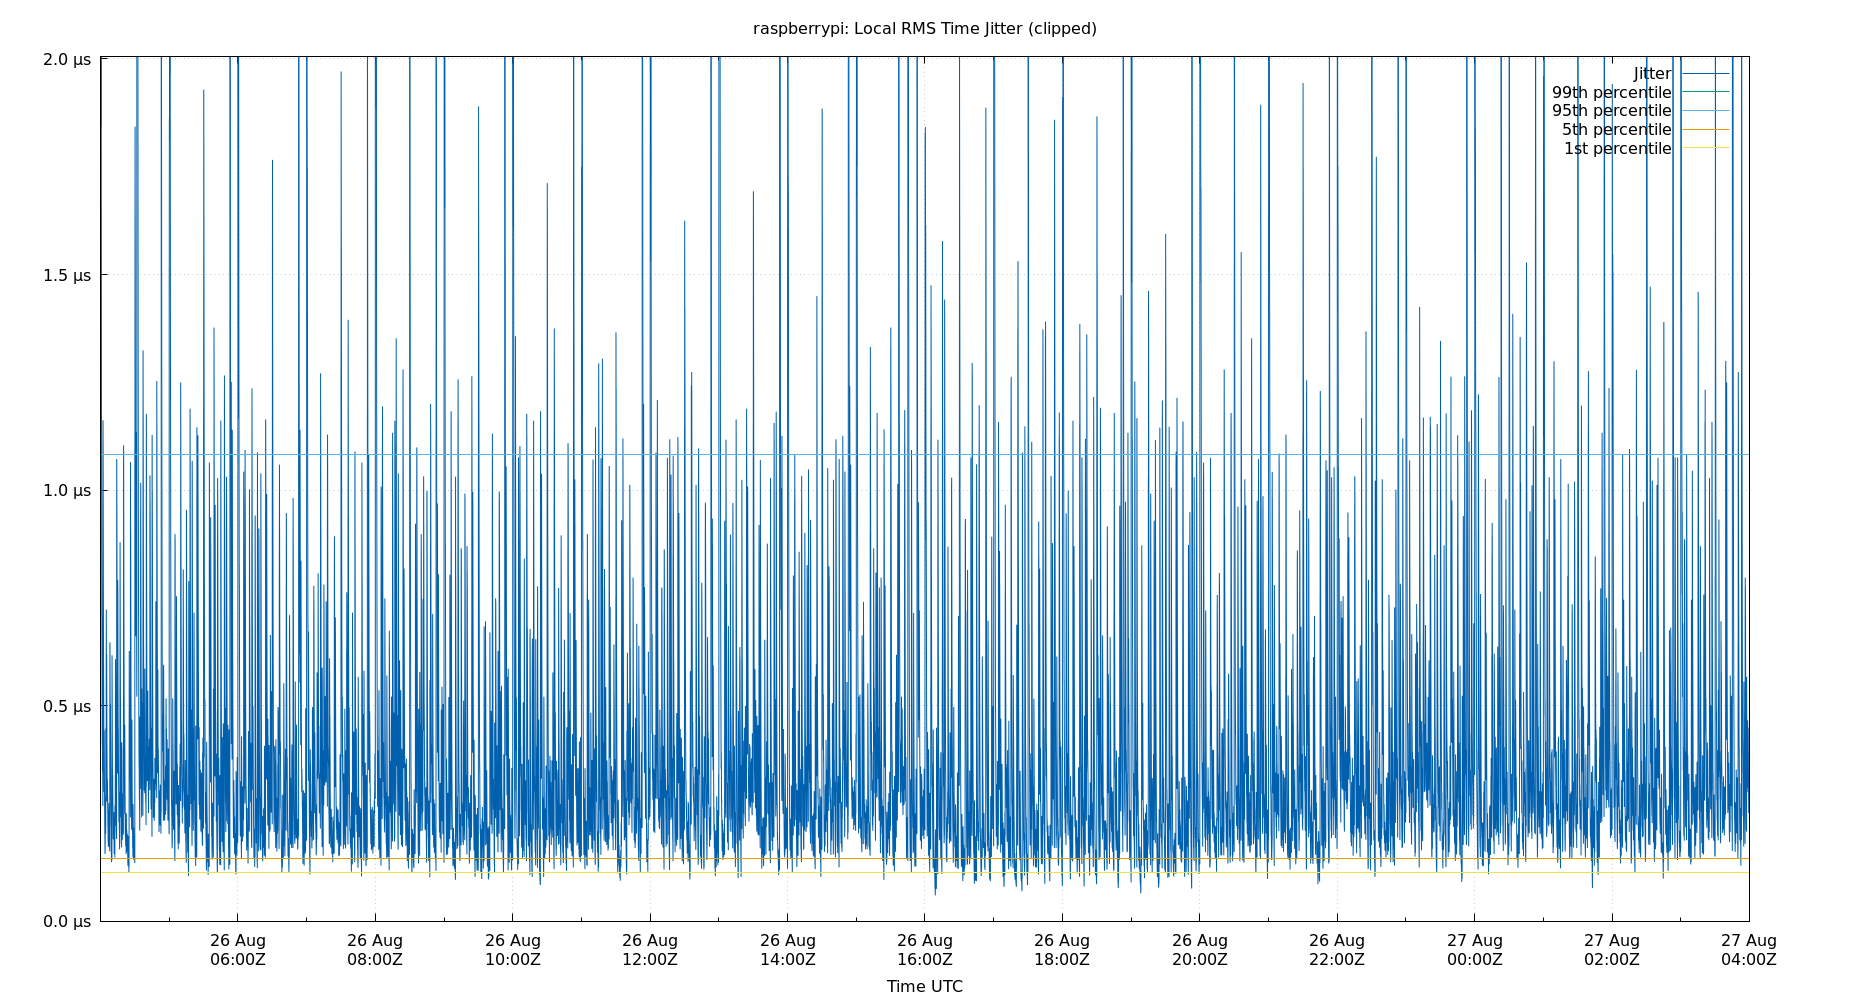 raspberrypi: Local RMS Time Jitter (clipped)
2.0 µs
1.5 µs
1.0 µs
0.5 µs
0.0 µs
Jitter
99th percentile
95th percentile
5th percentile
1st percentile
26 Aug
06:00Z
26 Aug
08:00Z
26 Aug
10:00Z
26 Aug
12:00Z
26 Aug
14:00Z
26 Aug
16:00Z
26 Aug
18:00Z
26 Aug
20:00Z
26 Aug
22:00Z
27 Aug
00:00Z
27 Aug
02:00Z
27 Aug
04:00Z
Time UTC